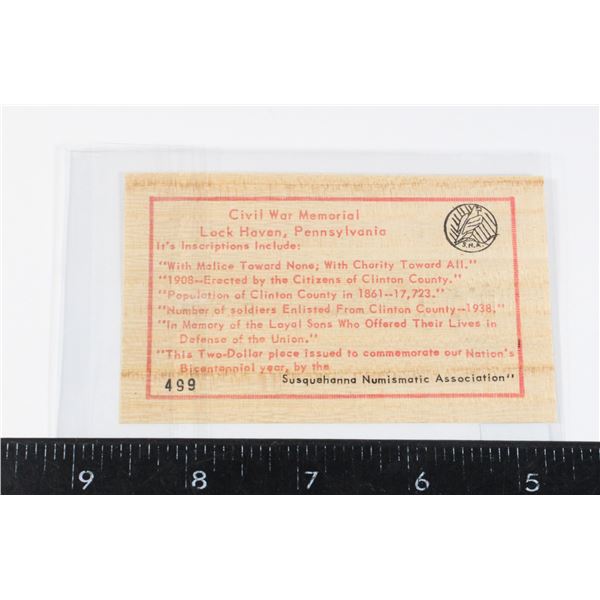 Civil War Memorial
Lock Haven, Pennsylvania
It's Inscriptions Include:
S.N.A.
"With Malice Toward None; With Charity Toward All."
"1908--Erected by the Citizens of Clinton County."
"Population of Clinton County in 1861--17,723."
"Number of soldiers Enlisted From Clinton County--1938."
"In Memory of the Loyal Sons Who Offered Their Lives in
Defense of the Union."
"This Two-Dollar piece issued to commemorate our Nation's
Bicentennial year, by the
499 Susquehanna Numismatic Association"
9 8 7 6 5